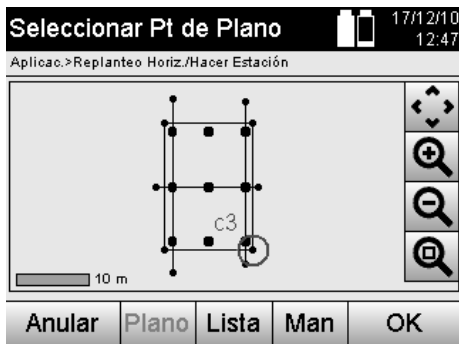 Seleccionar Pt de Plano
17/12/10
12:47
Aplicac.>Replanteo Horiz./Hacer Estación
c3
10 m
Anular Plano Lista Man OK